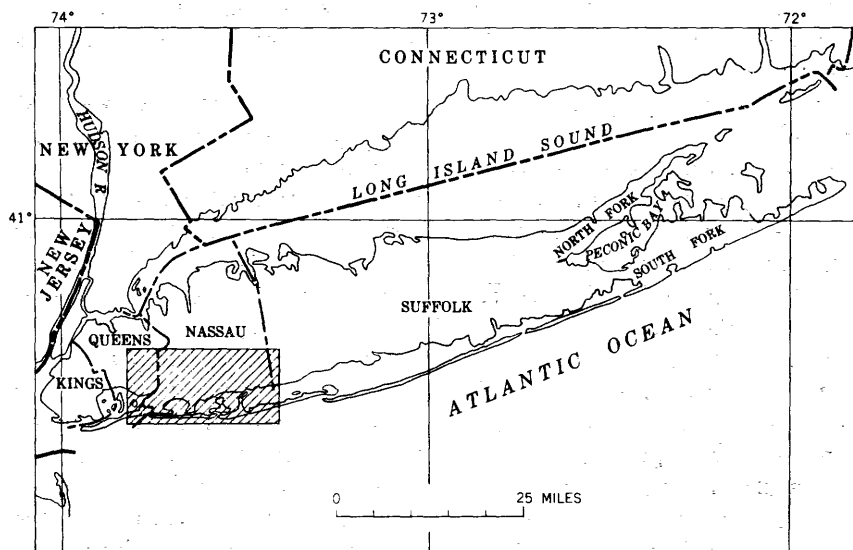 74°
73°
72°
CONNECTICUT
HUDSON R
NEW YORK
LONG ISLAND SOUND
41°
NEW
JERSEY
NORTH FORK
PECONIC BAY
SOUTH FORK
SUFFOLK
QUEENS
NASSAU
KINGS
ATLANTIC OCEAN
0
25 MILES